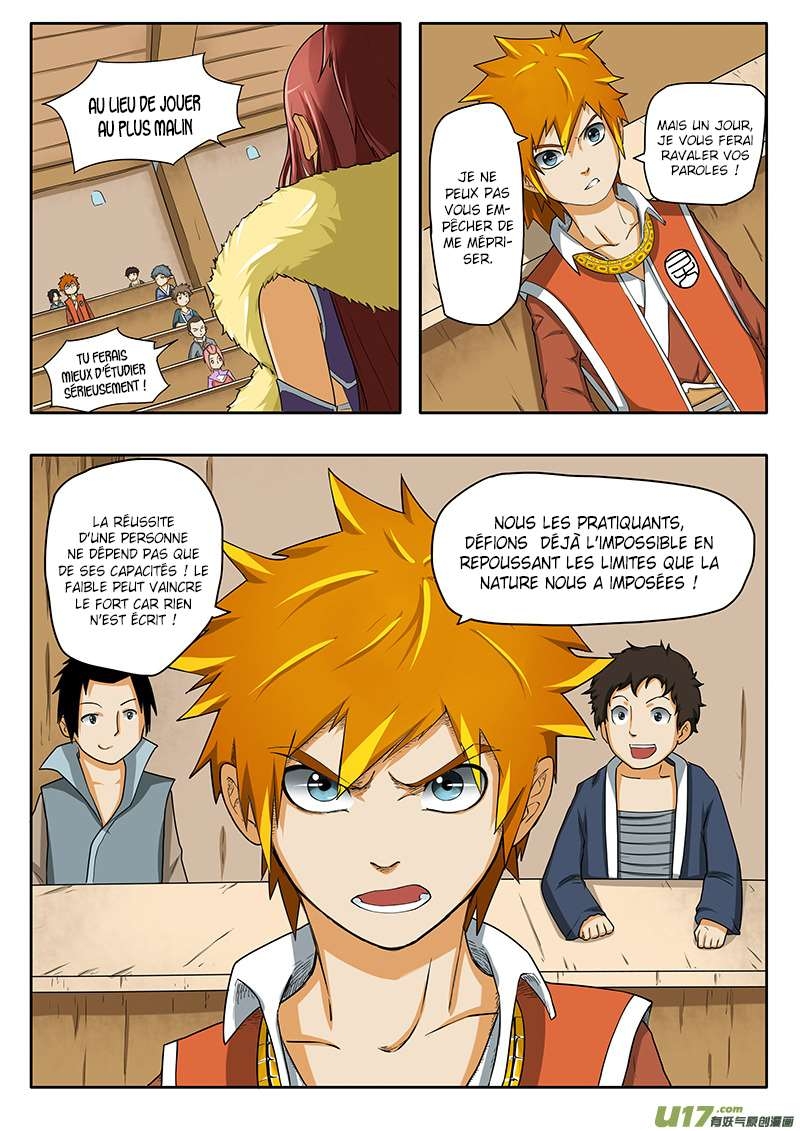 AU LIEU DE JOUER
AU PLUS MALIN
TU FERAIS
MIEUX D'ÉTUDIER
SÉRIEUSEMENT !
MAIS UN JOUR,
JE VOUS FERAI
RAVALER VOS
PAROLES !
JE NE
PEUX PAS
VOUS EM-
PÊCHER DE
ME MÉPRI-
SER.
LA RÉUSSITE
D'UNE PERSONNE
NE DÉPEND PAS QUE
DE SES CAPACITÉS ! LE
FAIBLE PEUT VAINCRE
LE FORT CAR RIEN
N'EST ÉCRIT !
NOUS LES PRATIQUANTS,
DÉFIONS DÉJÀ L'IMPOSSIBLE EN
REPOUSSANT LES LIMITES QUE LA
NATURE NOUS A IMPOSÉES !
U17.com
有妖气原创漫画